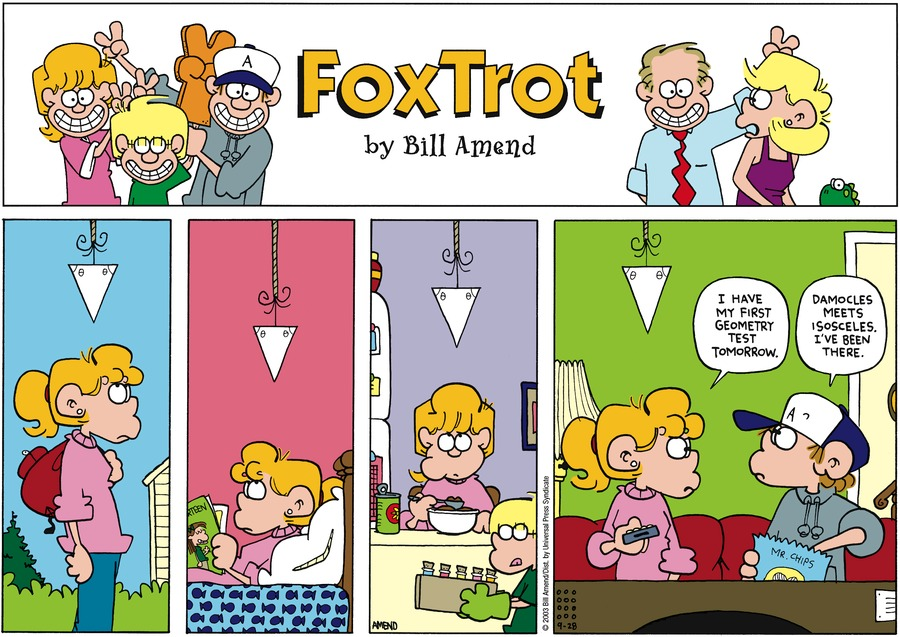 A
FoxTrot
by Bill Amend
θ θ
θ θ
TEEN
θ θ
AMEND
© 2003 Bill Amend/Dist. by Universal Press Syndicate
θ θ
I HAVE
MY FIRST
GEOMETRY
TEST
TOMORROW.
DAMOCLES
MEETS
ISOSCELES.
I'VE BEEN
THERE.
A
MR. CHIPS
9-28